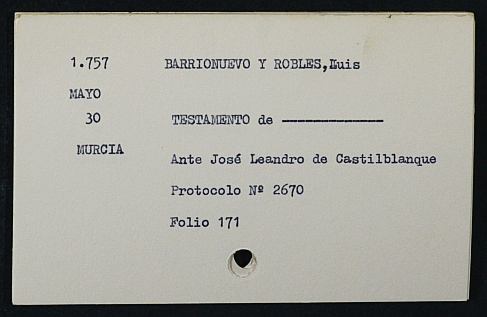 1.757 BARRIONUEVO Y ROBLES,Luis
MAYO
30 TESTAMENTO de -------------
MURCIA
Ante José Leandro de Castilblanque
Protocolo Nº 2670
Folio 171